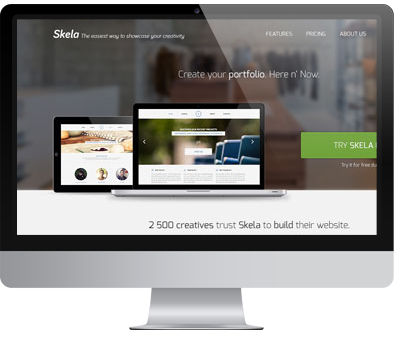 Skela The easiest way to showcase your creativity
FEATURES PRICING ABOUT US
Create your portfolio. Here n' Now.
TRY SKELA
Try it for free du
2 500 creatives trust Skela to build their website.